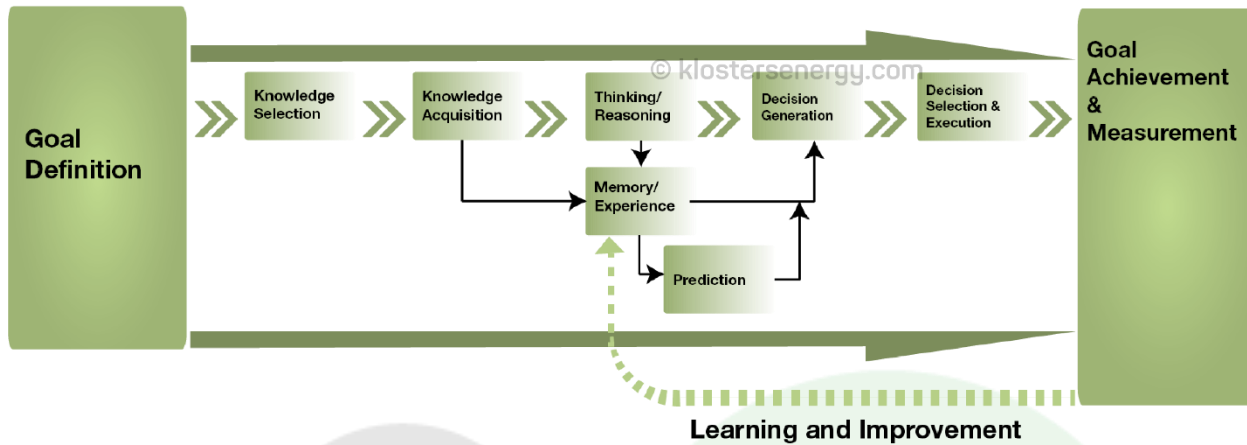 Goal
Definition
Knowledge
Selection
Knowledge
Acquisition
Thinking/
Reasoning
Decision
Generation
Decision
Selection &
Execution
Goal
Achievement
&
Measurement
© klostersenergy.com
Memory/
Experience
Prediction
Learning and Improvement